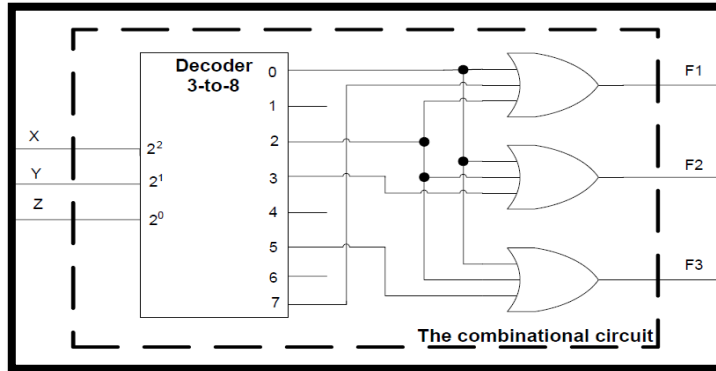 Decoder
3-to-8
0
1
2
3
4
5
6
7
X
Y
Z
2²
2¹
2⁰
F1
F2
F3
The combinational circuit